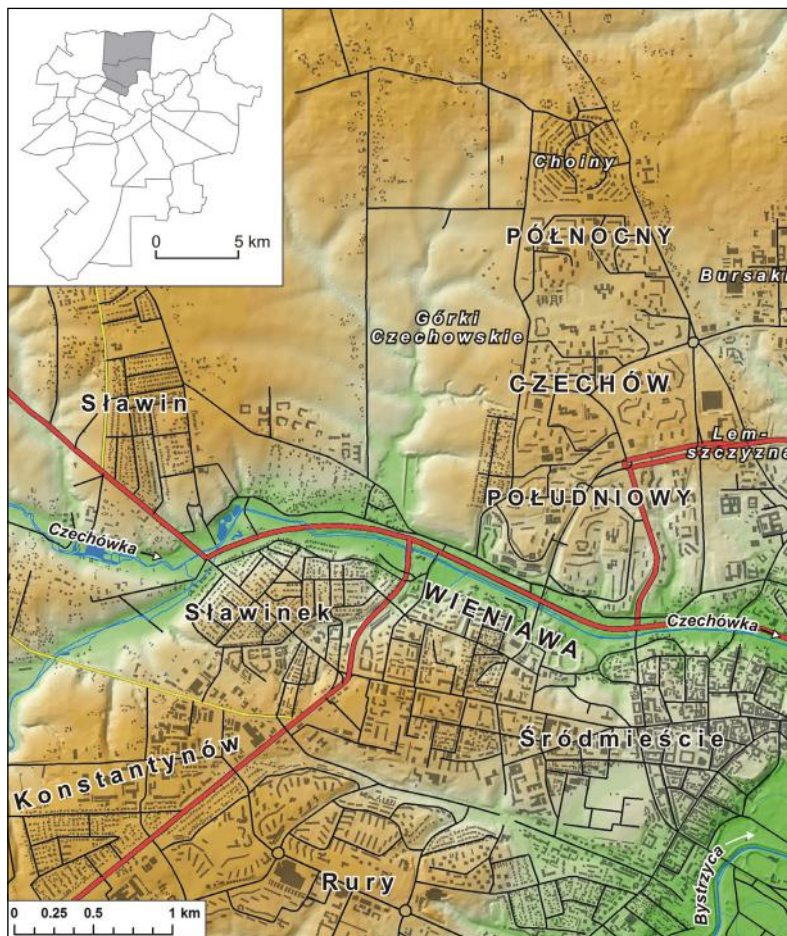 0 5 km
Choiny
PÓŁNOCNY
Bursaki
Górki
Czechowskie
CZECHÓW
Sławin
Lem-
szczyzna
POŁUDNIOWY
Czechówka
WIENIAWA
Sławinek
Czechówka
Śródmieście
Konstantynów
Rury
Bystrzyca
0 0.25 0.5 1 km